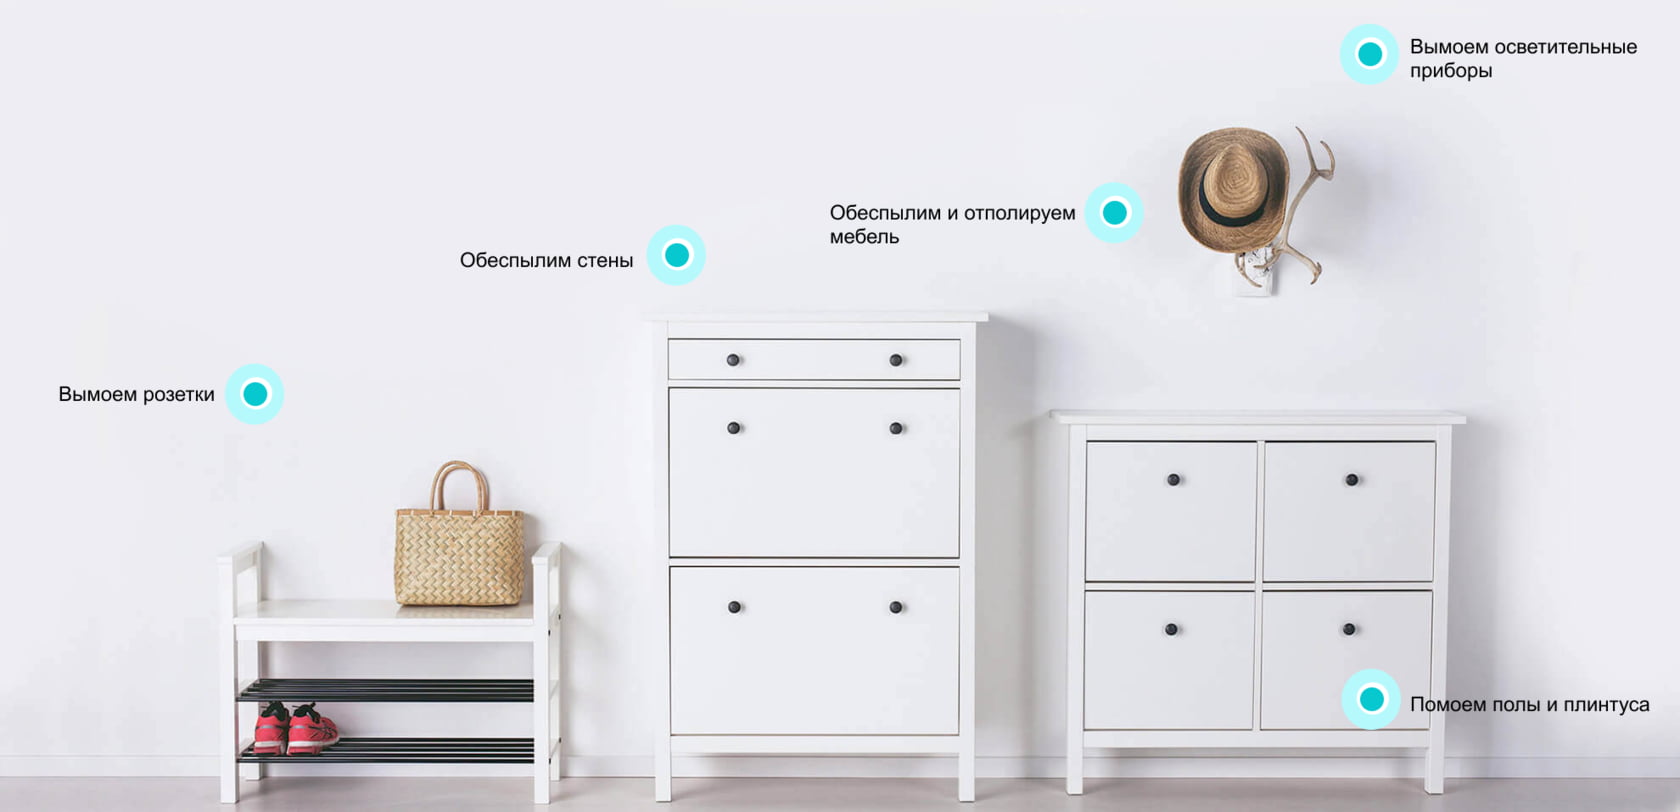 Вымоем осветительные
приборы
Обеспылим и отполируем
мебель
Обеспылим стены
Вымоем розетки
Помоем полы и плинтуса